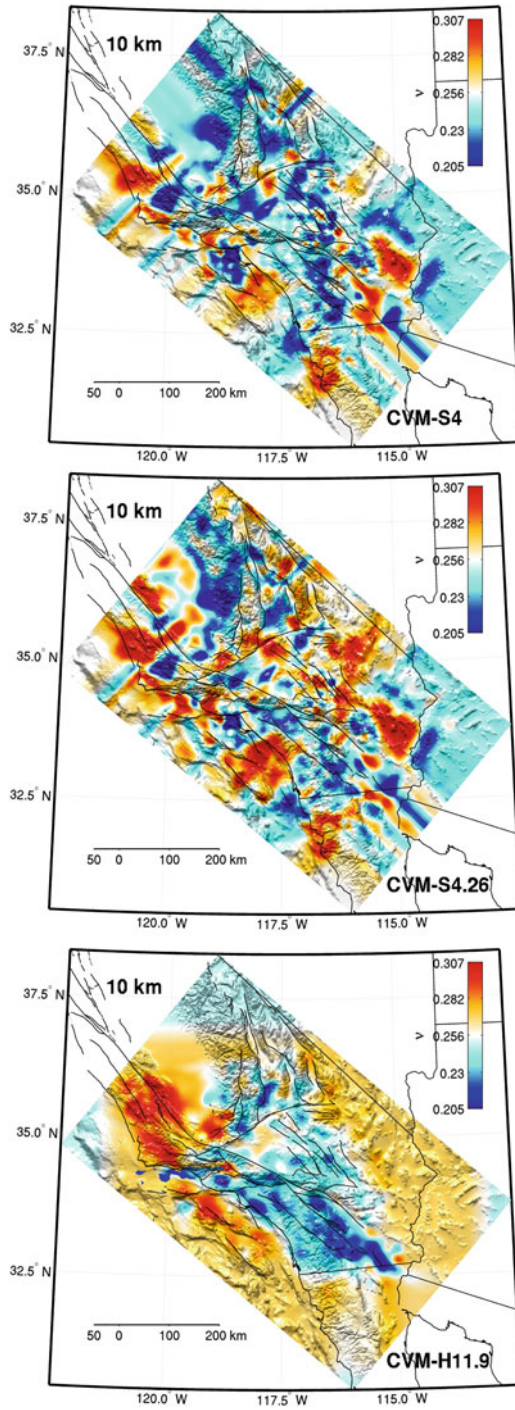 10 km
0.307
37.5° N
0.282
ν
0.256
0.23
0.205
35.0° N
32.5° N
50 0 100 200 km
CVM-S4
120.0° W
117.5° W
115.0° W
10 km
0.307
37.5° N
0.282
ν
0.256
0.23
0.205
35.0° N
32.5° N
50 0 100 200 km
CVM-S4.26
120.0° W
117.5° W
115.0° W
10 km
0.307
37.5° N
0.282
ν
0.256
0.23
0.205
35.0° N
32.5° N
50 0 100 200 km
CVM-H11.9
120.0° W
117.5° W
115.0° W